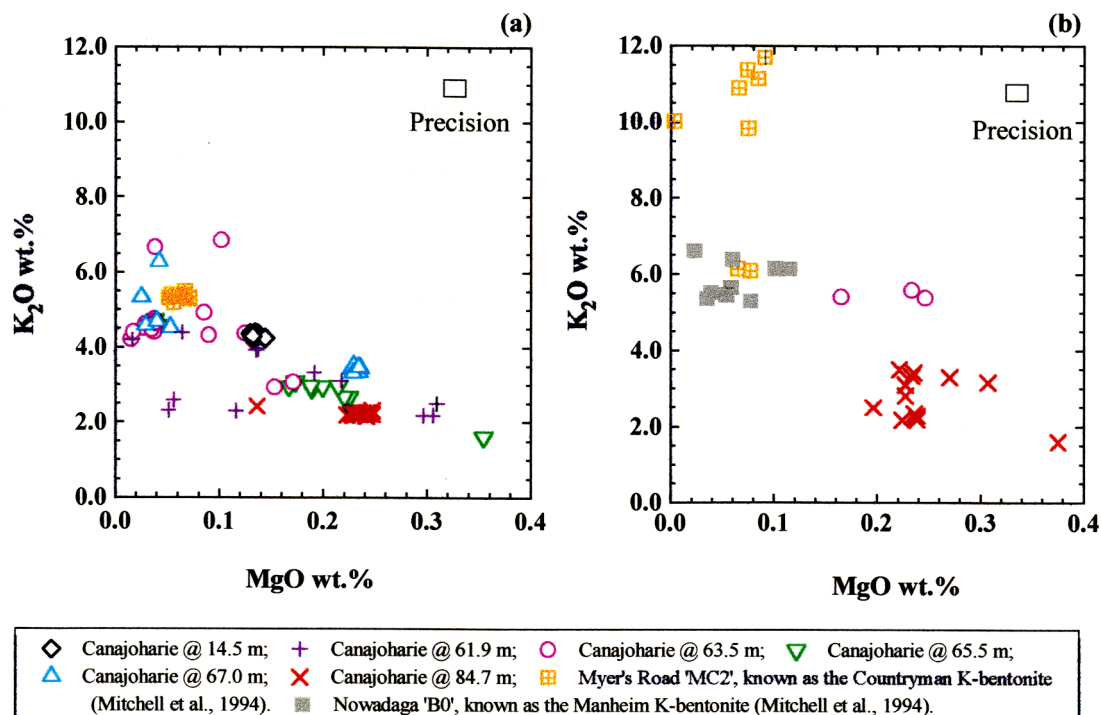 (a)
(b)
12.0
10.0
8.0
6.0
4.0
2.0
0.0
K2O wt.%
Precision
0.0 0.1 0.2 0.3 0.4
MgO wt.%
12.0
10.0
8.0
6.0
4.0
2.0
0.0
K2O wt.%
Precision
0.0 0.1 0.2 0.3 0.4
MgO wt.%
Canajoharie @ 14.5 m; Canajoharie @ 61.9 m; Canajoharie @ 63.5 m; Canajoharie @ 65.5 m;
Canajoharie @ 67.0 m; Canajoharie @ 84.7 m; Myer's Road 'MC2', known as the Countryman K-bentonite
(Mitchell et al., 1994). Nowadaga 'B0', known as the Manheim K-bentonite (Mitchell et al., 1994).